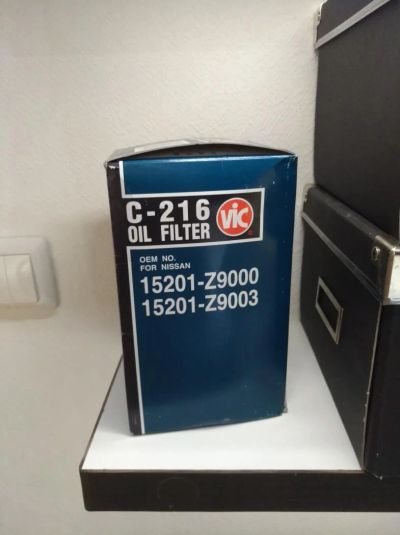 C-216 VIC
OIL FILTER
OEM NO.
FOR NISSAN
15201-Z9000
15201-Z9003